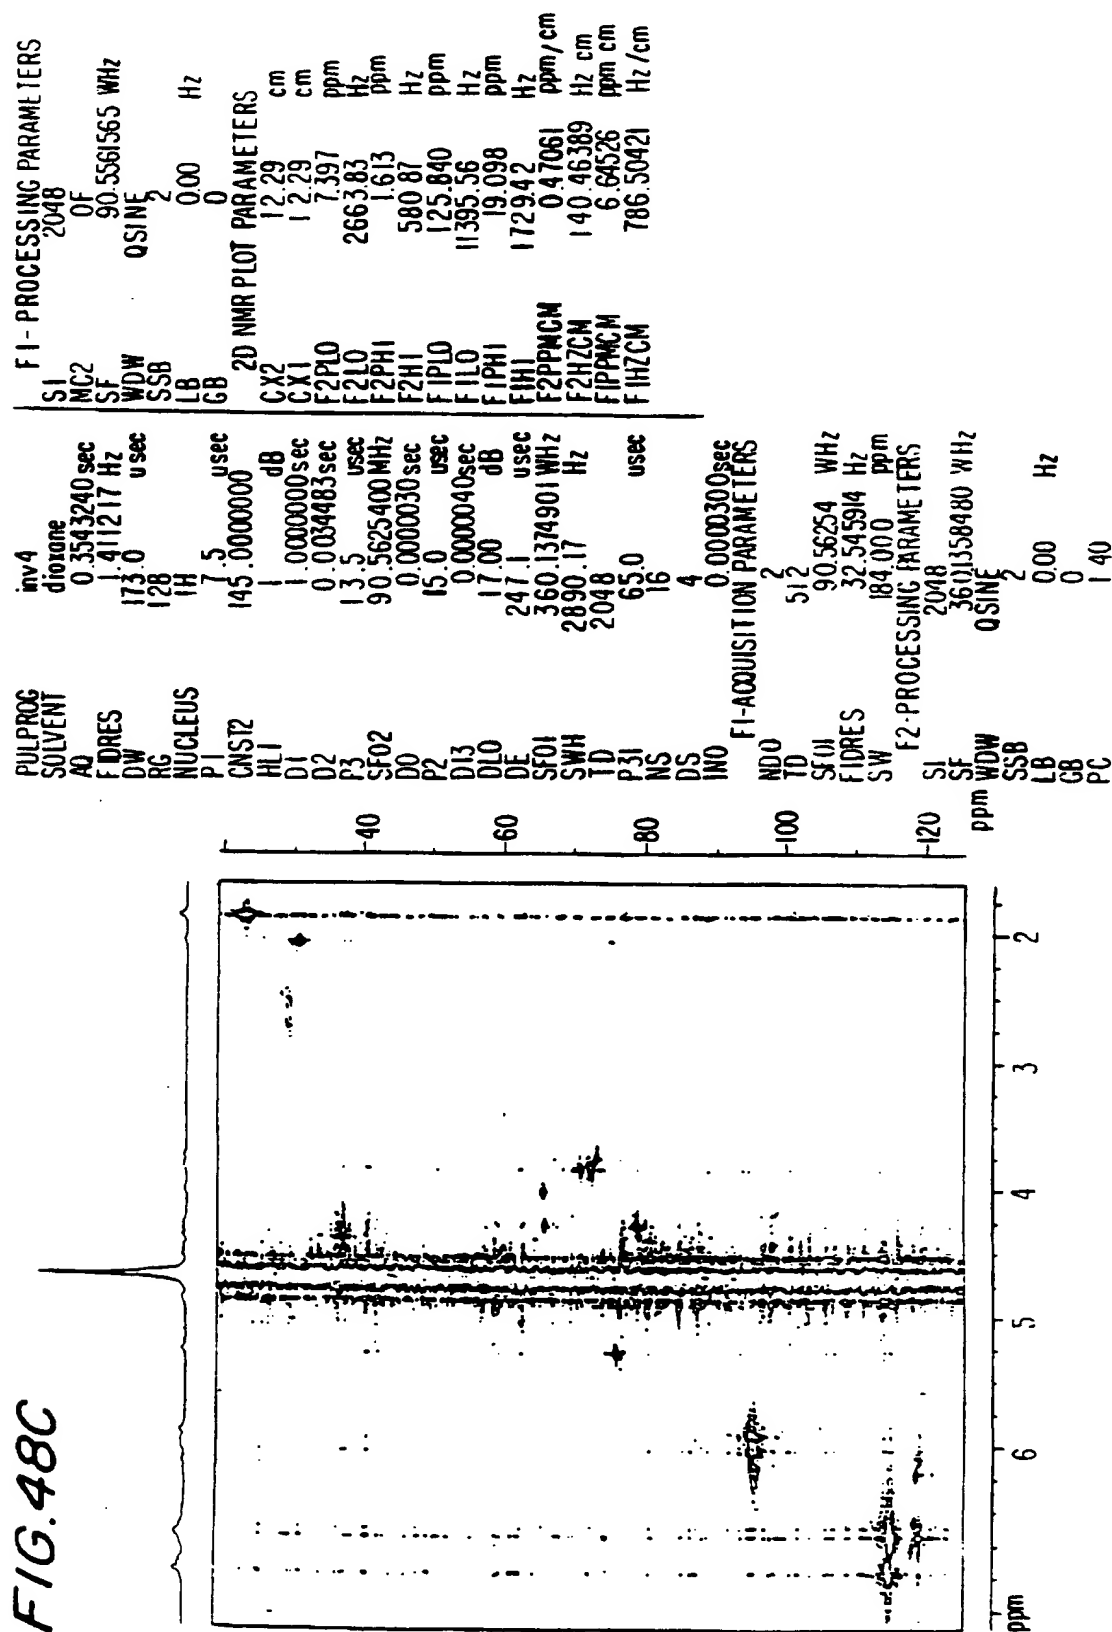 FIG. 48C
40
60
80
100
120
ppm
2
3
4
5
6
ppm
PULPROG inv4
SOLVENT dioxane
AQ 0.3543240 sec
FIDRES 1.411217 Hz
DW 173.0 usec
RG 128
NUCLEUS 1H
P1 7.5 usec
CNST2 145.0000000
HL1 1 dB
D1 1.0000000 sec
D2 0.0034483 sec
P3 13.5 usec
SFO2 90.5625400 MHz
D0 0.0000030 sec
P2 15.0 usec
D13 0.0000040 sec
DLO 17.00 dB
DE 247.1 usec
SFO1 360.1374901 WHz
SWH 2890.17 Hz
TD 2048
P31 65.0 usec
NS 16
DS 4
INO 0.0000300 sec
F1-ACQUISITION PARAMETERS
NDO 2
TD 512
SFO1 90.56254 WHz
FIDRES 32.545914 Hz
SW 184.000 ppm
F2-PROCESSING PARAMETERS
SI 2048
SF 360.1358480 WHz
WDW QSINE
SSB 2
LB 0.00 Hz
GB 0
PC 1 40
F1-PROCESSING PARAMETERS
SI 2048
MC2 QF
SF 90.5561565 WHz
WDW QSINE
SSB 2
LB 0.00 Hz
GB 0
2D NMR PLOT PARAMETERS
CX2 12.29 cm
CX1 12.29 cm
F2PLO 7.397 ppm
F2LO 2663.83 Hz
F2PHI 1.613 ppm
F2HI 580 87 Hz
F1PLO 125.840 ppm
F1LO 11395.56 Hz
F1PHI 19.098 ppm
F1HI 1729.42 Hz
F2PPMCM 0.47061 ppm/cm
F2HZCM 140.46389 Hz cm
F1PPMCM 6.64526 ppm cm
F1HZCM 786.50421 Hz/cm